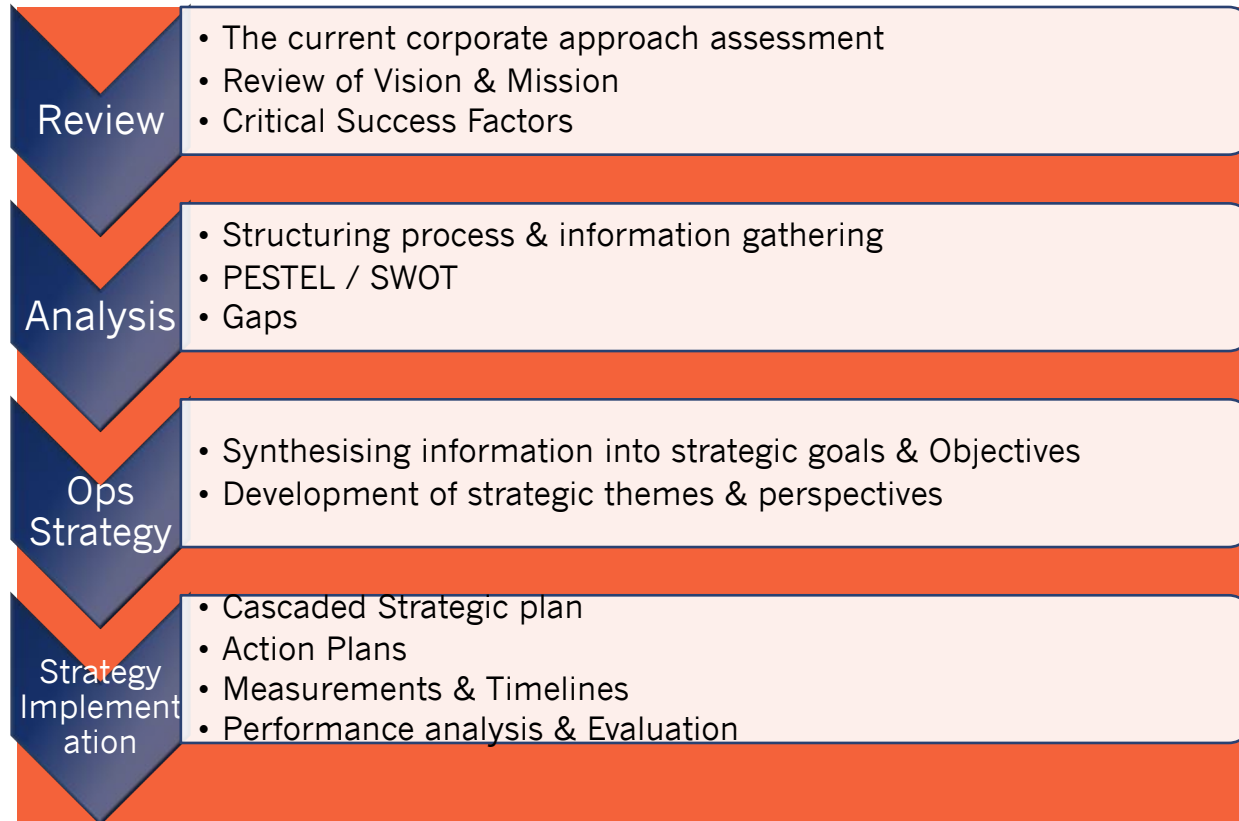 Review
• The current corporate approach assessment
• Review of Vision & Mission
• Critical Success Factors
Analysis
• Structuring process & information gathering
• PESTEL / SWOT
• Gaps
Ops
Strategy
• Synthesising information into strategic goals & Objectives
• Development of strategic themes & perspectives
Strategy
Implement
ation
• Cascaded Strategic plan
• Action Plans
• Measurements & Timelines
• Performance analysis & Evaluation